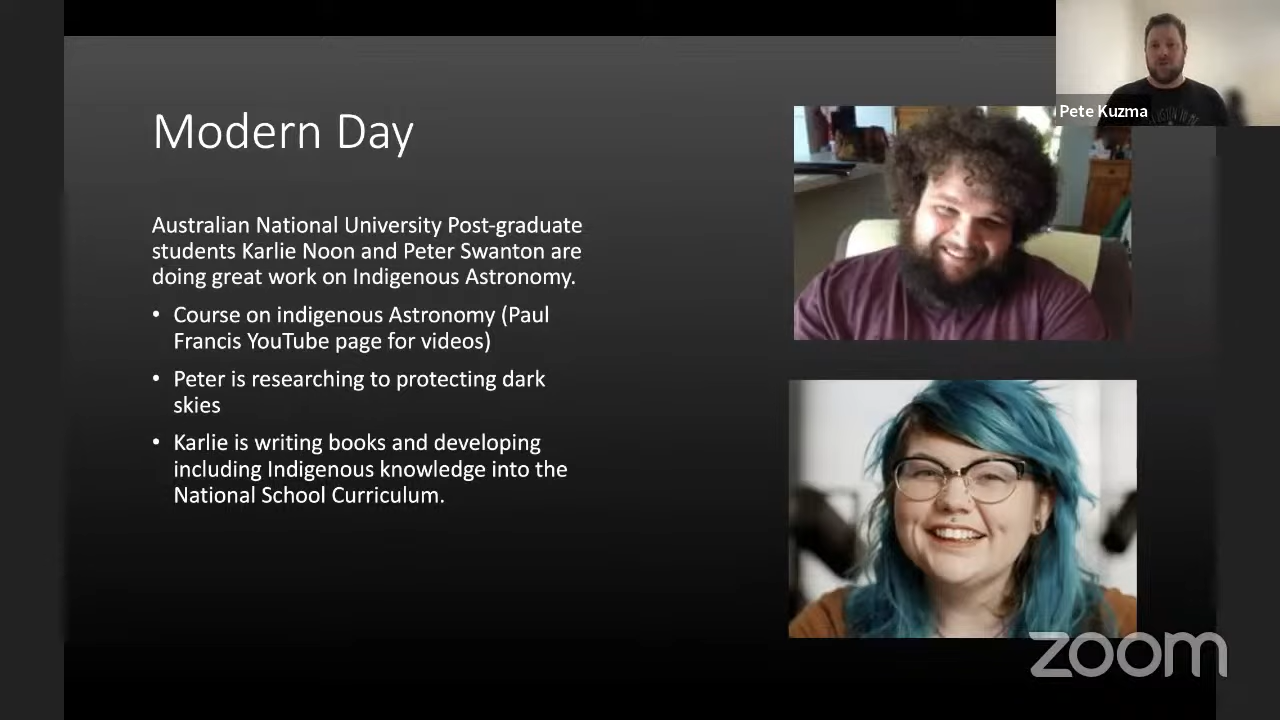 Pete Kuzma
Modern Day
Australian National University Post-graduate
students Karlie Noon and Peter Swanton are
doing great work on Indigenous Astronomy.
• Course on indigenous Astronomy (Paul
Francis YouTube page for videos)
• Peter is researching to protecting dark
skies
• Karlie is writing books and developing
including Indigenous knowledge into the
National School Curriculum.
zoom